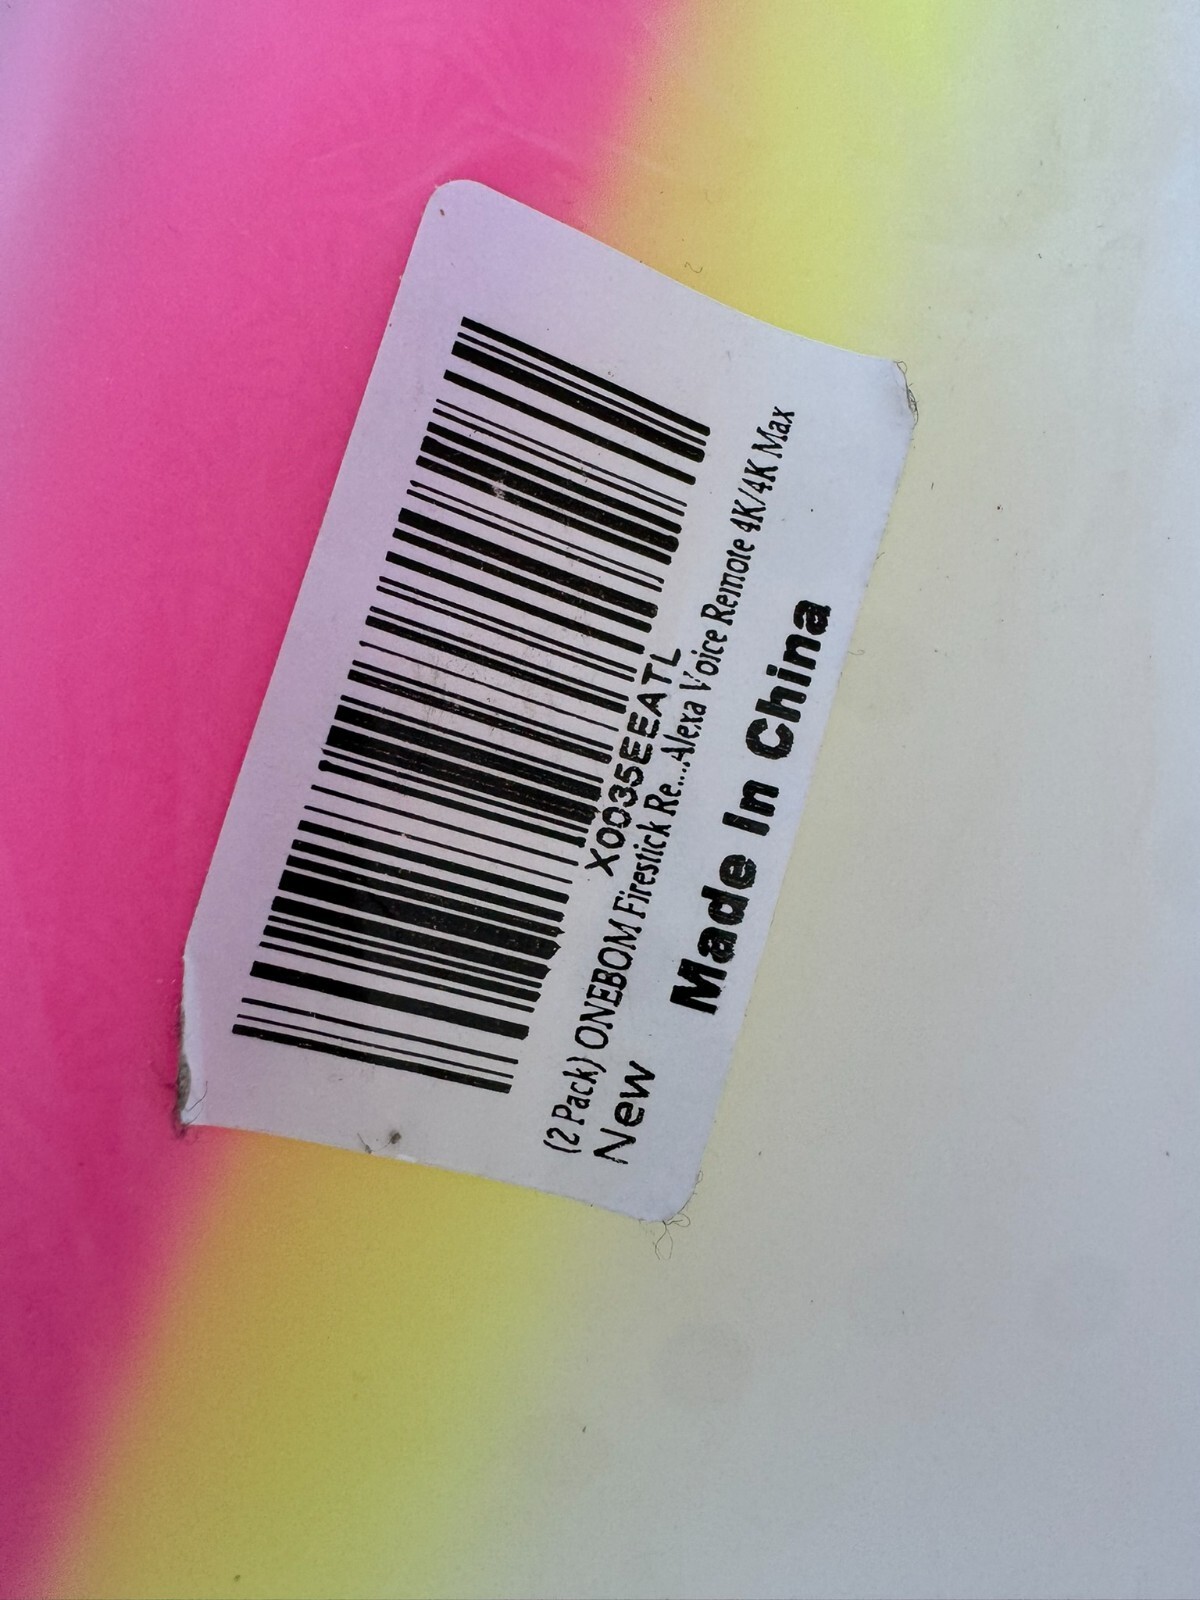 X0035EEATL
(2 Pack) ONEBOM Firestick Re...Alexa Voice Remote 4K/4K Max
New
Made In China